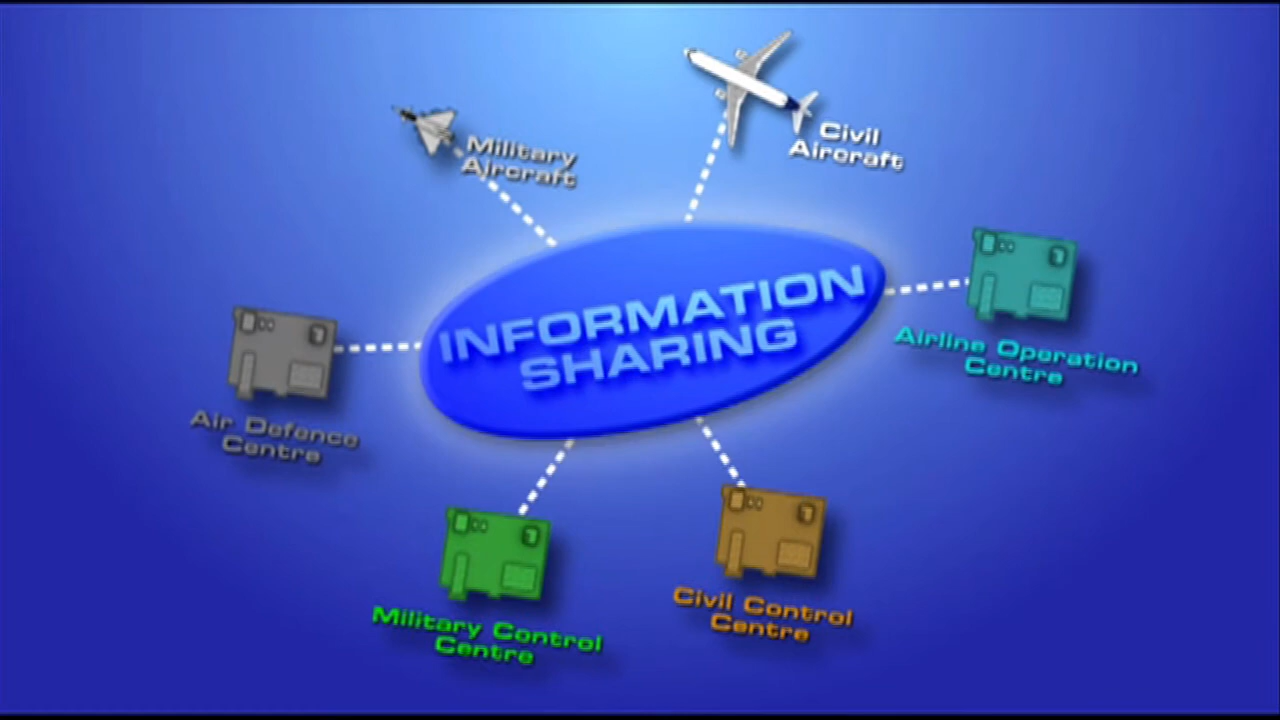 Civil
Aircraft
Military
Aircraft
INFORMATION
SHARING
Airline Operation
Centre
Air Defence
Centre
Civil Control
Centre
Military Control
Centre